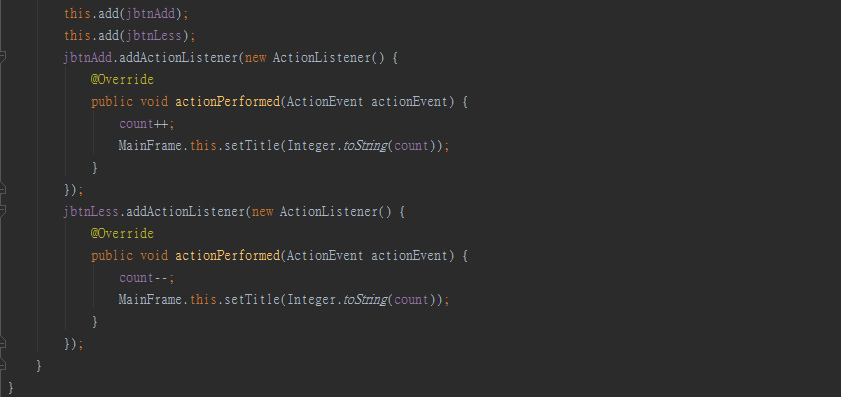 this.add(jbtnAdd);
this.add(jbtnLess);
jbtnAdd.addActionListener(new ActionListener() {
@Override
public void actionPerformed(ActionEvent actionEvent) {
count++;
MainFrame.this.setTitle(Integer.toString(count));
}
});
jbtnLess.addActionListener(new ActionListener() {
@Override
public void actionPerformed(ActionEvent actionEvent) {
count--;
MainFrame.this.setTitle(Integer.toString(count));
}
});
}
}